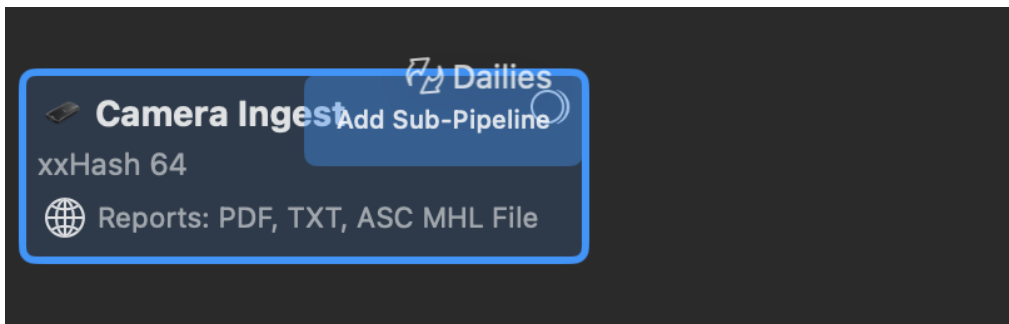 Dailies
Camera Ingest
Add Sub-Pipeline
xxHash 64
Reports: PDF, TXT, ASC MHL File